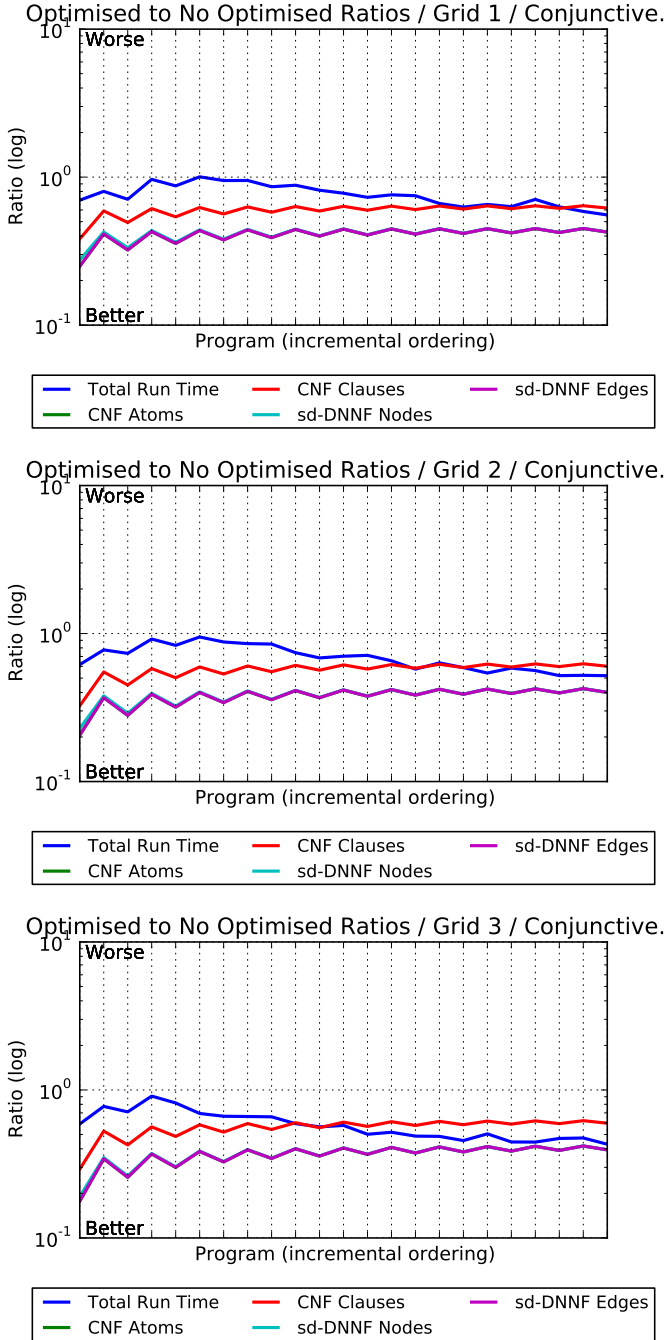 Optimised to No Optimised Ratios / Grid 1 / Conjunctive.
10^1
Worse
10^0
Ratio (log)
Better
10^-1
Program (incremental ordering)
Total Run Time CNF Clauses sd-DNNF Edges
CNF Atoms sd-DNNF Nodes
Optimised to No Optimised Ratios / Grid 2 / Conjunctive.
10^1
Worse
10^0
Ratio (log)
Better
10^-1
Program (incremental ordering)
Total Run Time CNF Clauses sd-DNNF Edges
CNF Atoms sd-DNNF Nodes
Optimised to No Optimised Ratios / Grid 3 / Conjunctive.
10^1
Worse
10^0
Ratio (log)
Better
10^-1
Program (incremental ordering)
Total Run Time CNF Clauses sd-DNNF Edges
CNF Atoms sd-DNNF Nodes